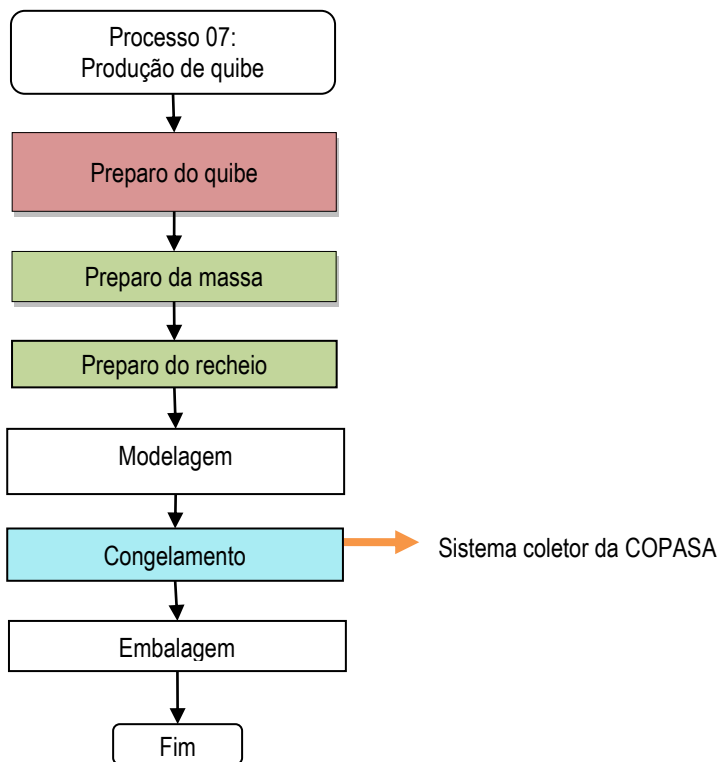 Processo 07:
Produção de quibe
Preparo do quibe
Preparo da massa
Preparo do recheio
Modelagem
Congelamento
Sistema coletor da COPASA
Embalagem
Fim